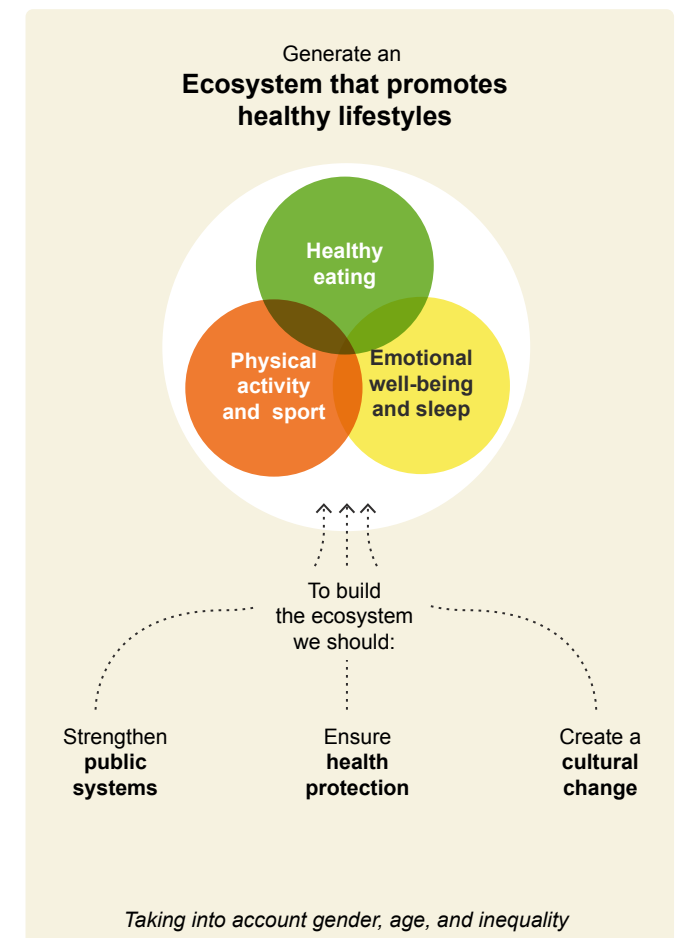 Generate an
Ecosystem that promotes
healthy lifestyles
Healthy
eating
Physical
activity
and sport
Emotional
well-being
and sleep
To build
the ecosystem
we should:
Strengthen
public
systems
Ensure
health
protection
Create a
cultural
change
Taking into account gender, age, and inequality